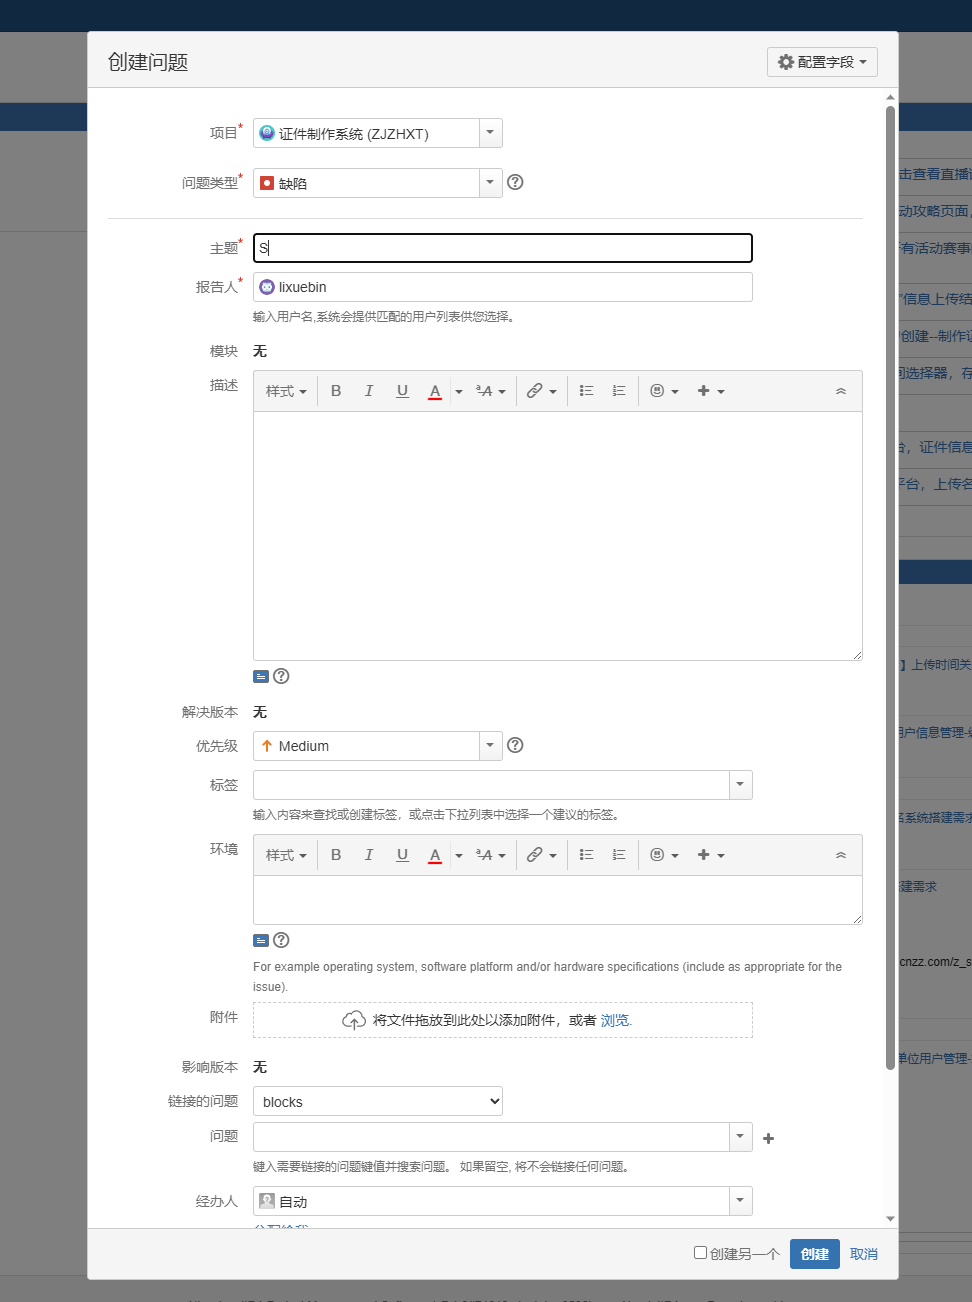 创建问题
配置字段
项目*
证件制作系统 (ZJZHXT)
问题类型*
缺陷
主题*
S
报告人*
lixuebin
输入用户名,系统会提供匹配的用户列表供您选择。
模块
无
描述
样式 B I U A ªA
解决版本
无
优先级
Medium
标签
输入内容来查找或创建标签，或点击下拉列表中选择一个建议的标签。
环境
样式 B I U A ªA
For example operating system, software platform and/or hardware specifications (include as appropriate for the
issue).
附件
将文件拖放到此处以添加附件，或者 浏览.
影响版本
无
链接的问题
blocks
问题
键入需要链接的问题键值并搜索问题。 如果留空, 将不会链接任何问题。
经办人
自动
创建另一个
创建
取消
击查看直播
动攻略页面,
有活动赛事
"信息上传结
创建--制作
选择器，存
台，证件信息
平台，上传名
】上传时间关
用户信息管理-
名系统搭建需求
建需求
cnzz.com/z_s
单位用户管理-